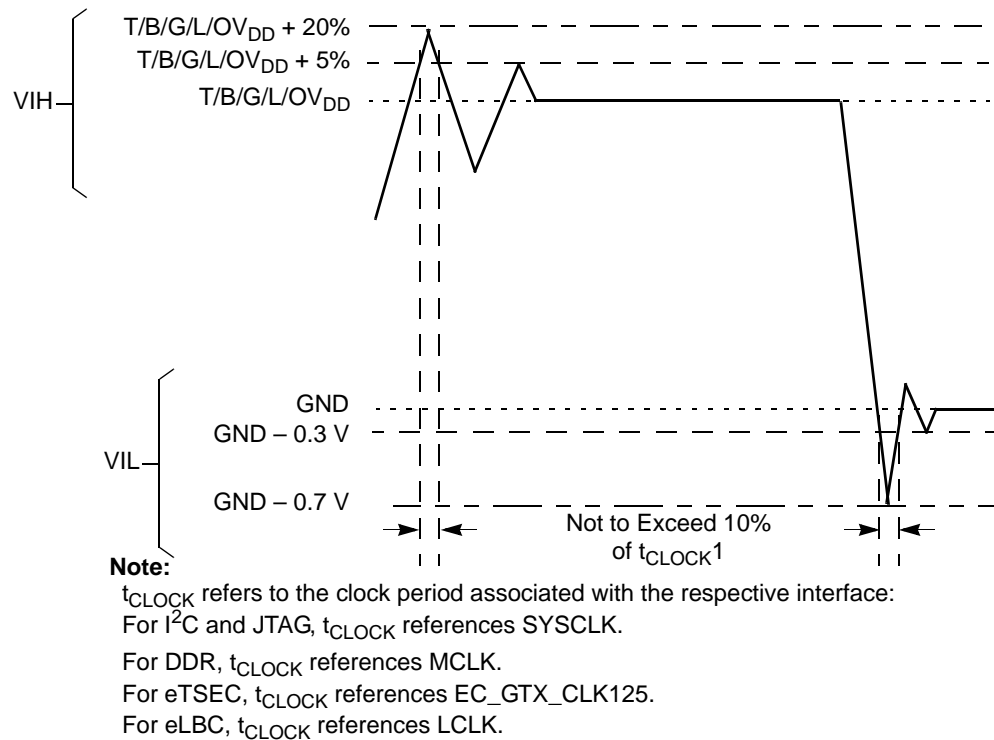 T/B/G/L/OVDD + 20%
T/B/G/L/OVDD + 5%
VIH
T/B/G/L/OVDD
GND
GND – 0.3 V
VIL
GND – 0.7 V
Not to Exceed 10%
of tCLOCK1
Note:
tCLOCK refers to the clock period associated with the respective interface:
For I2C and JTAG, tCLOCK references SYSCLK.
For DDR, tCLOCK references MCLK.
For eTSEC, tCLOCK references EC_GTX_CLK125.
For eLBC, tCLOCK references LCLK.